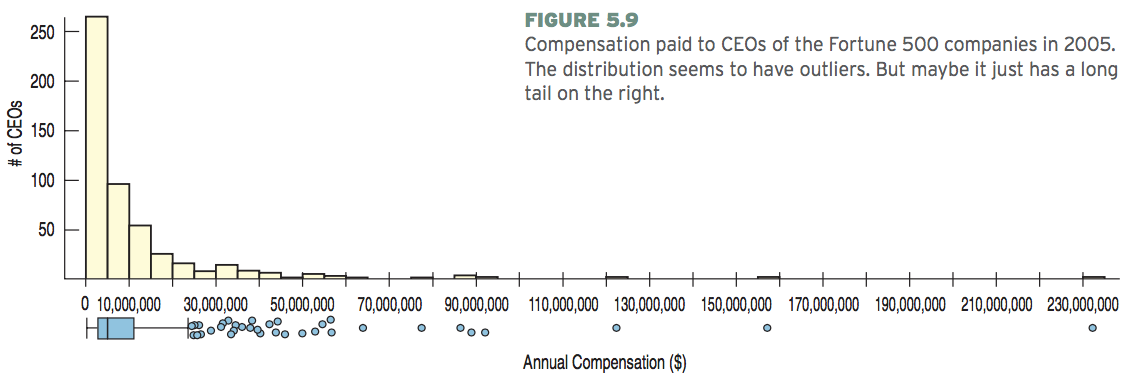 FIGURE 5.9
Compensation paid to CEOs of the Fortune 500 companies in 2005.
The distribution seems to have outliers. But maybe it just has a long
tail on the right.
# of CEOs
250
200
150
100
50
0 10,000,000 30,000,000 50,000,000 70,000,000 90,000,000 110,000,000 130,000,000 150,000,000 170,000,000 190,000,000 210,000,000 230,000,000
Annual Compensation ($)